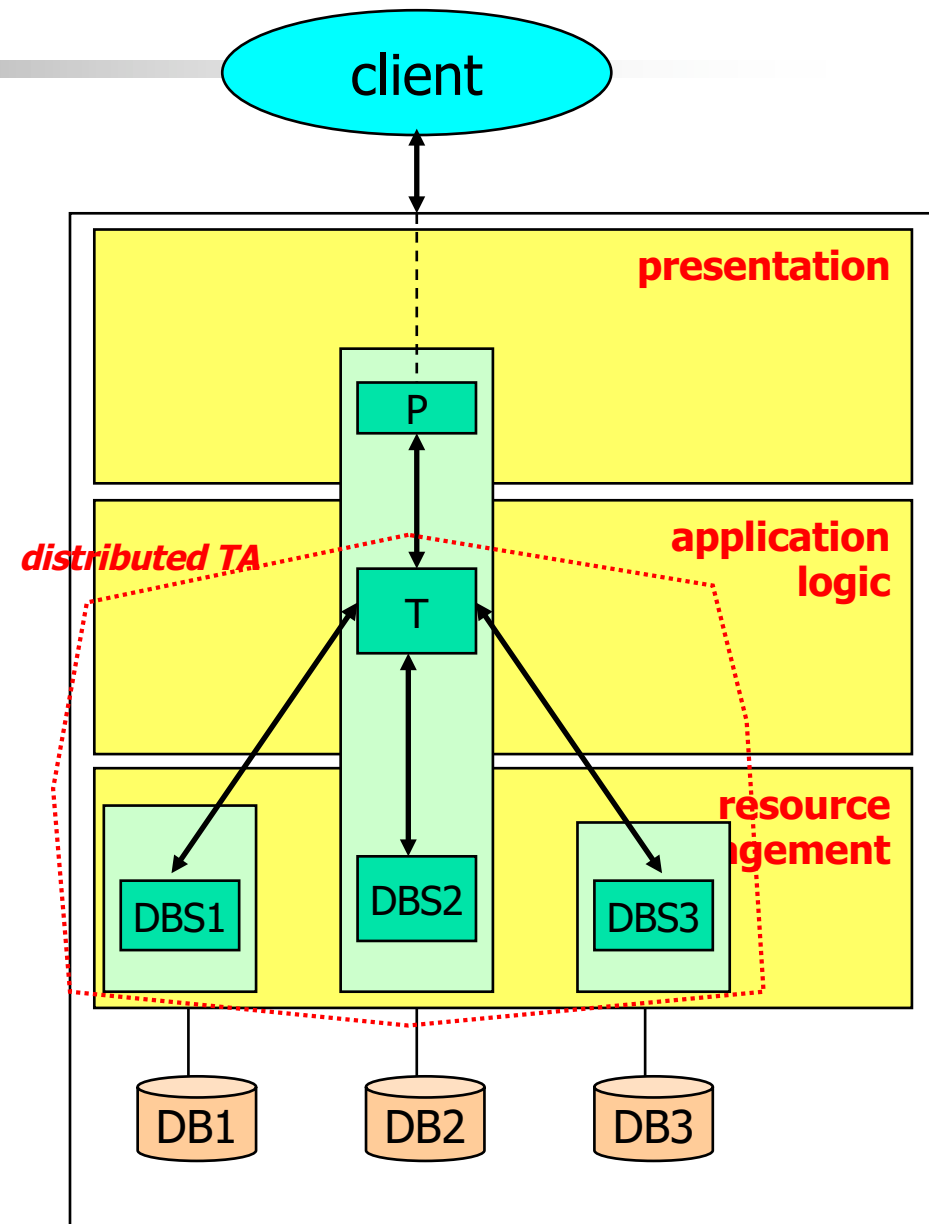 client
presentation
P
application
logic
distributed TA
T
resource
agement
DBS1
DBS2
DBS3
DB1
DB2
DB3